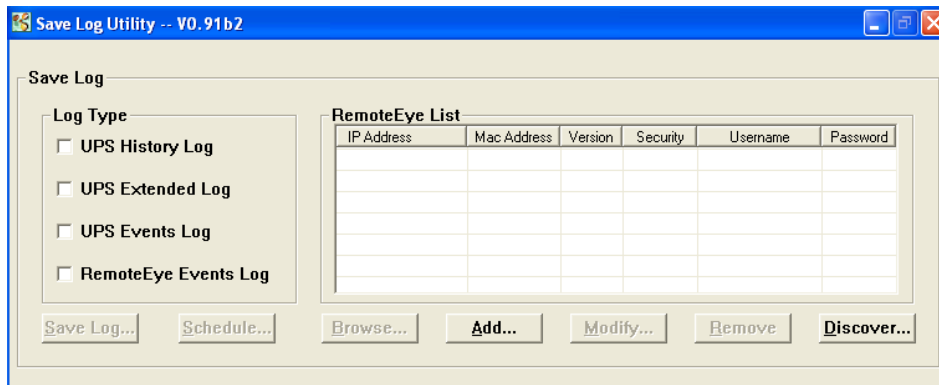 Save Log Utility -- V0.91b2
Save Log
Log Type
UPS History Log
UPS Extended Log
UPS Events Log
RemoteEye Events Log
RemoteEye List
IP Address Mac Address Version Security Username Password
Save Log... Schedule... Browse... Add... Modify... Remove Discover...